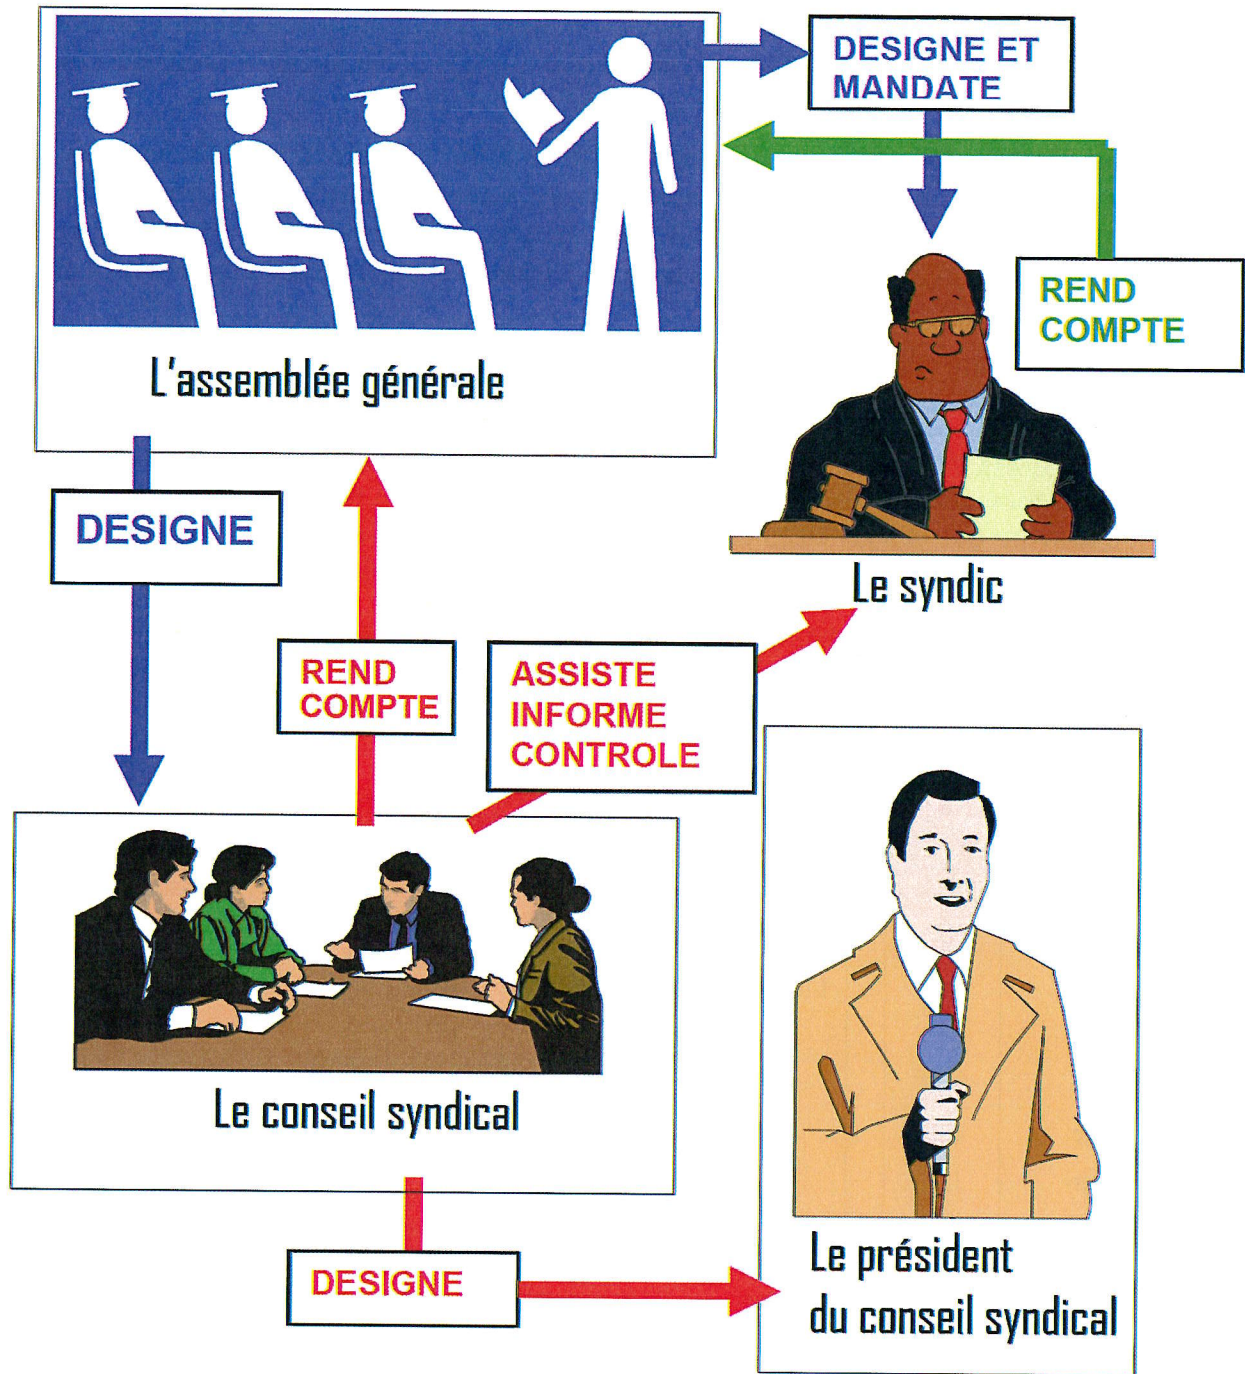 DESIGNE ET
MANDATE
REND
COMPTE
L'assemblée générale
DESIGNE
Le syndic
REND
COMPTE
ASSISTE
INFORME
CONTROLE
Le conseil syndical
Le président
du conseil syndical
DESIGNE